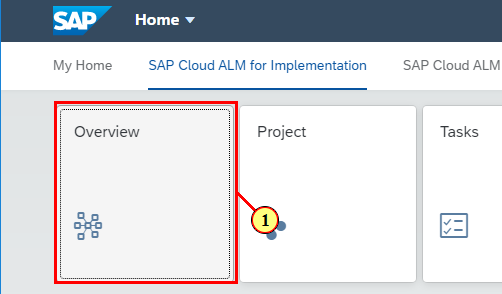 SAP Home
My Home SAP Cloud ALM for Implementation SAP Cloud ALM
Overview Project Tasks
1